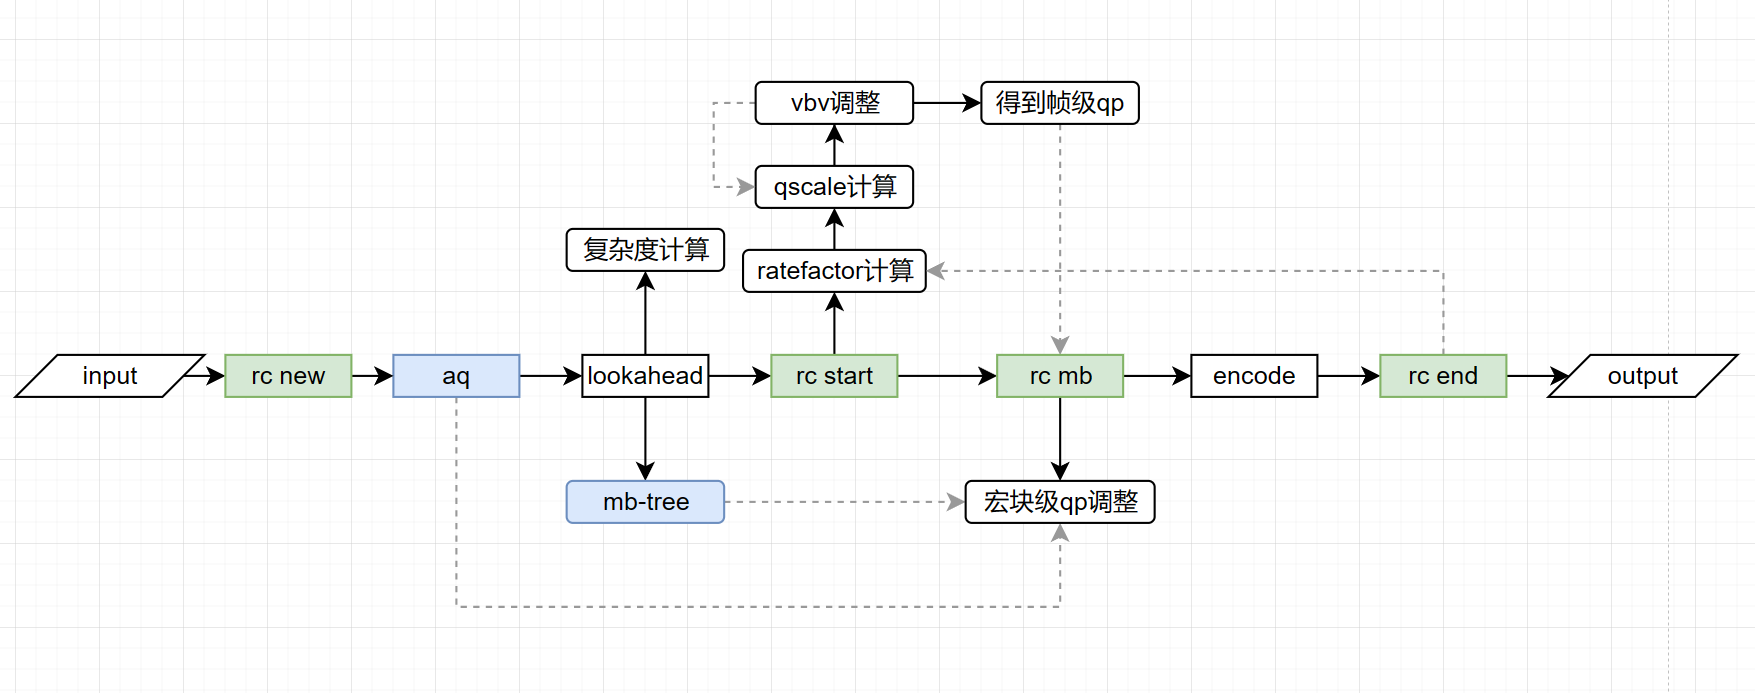 vbv调整
得到帧级qp
qscale计算
复杂度计算
ratefactor计算
input
rc new
aq
lookahead
rc start
rc mb
encode
rc end
output
mb-tree
宏块级qp调整